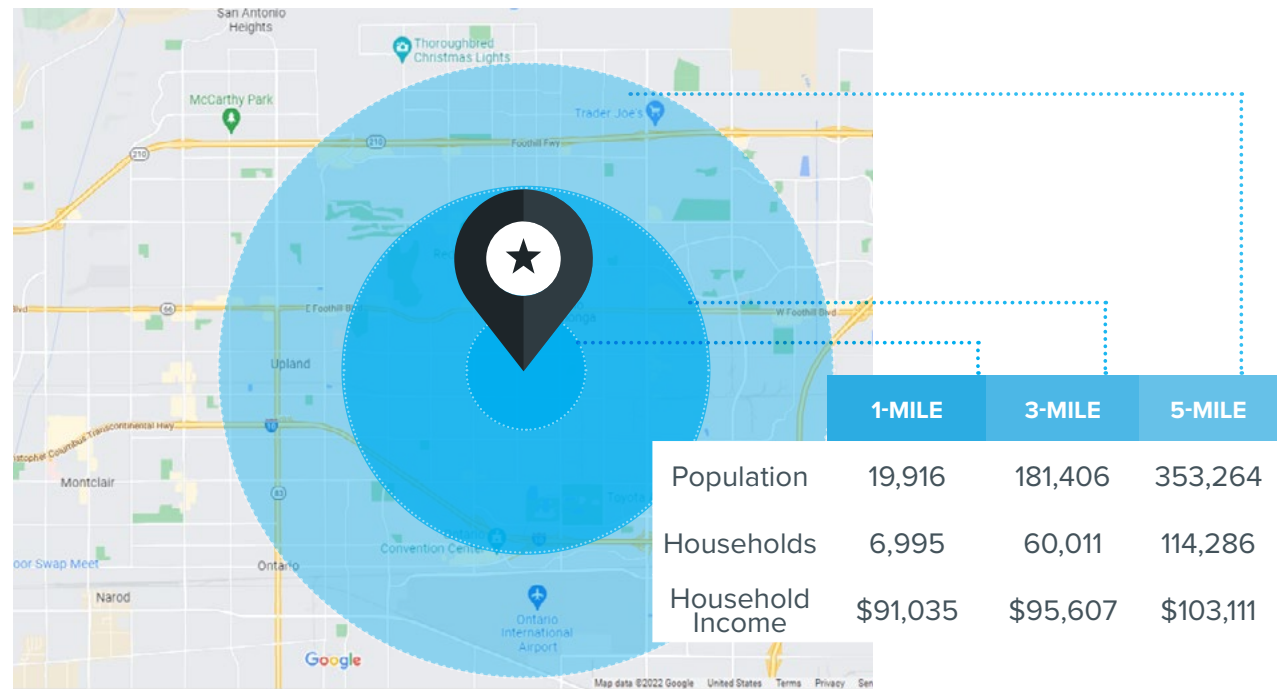 San Antonio
Heights
Thoroughbred
Christmas Lights
McCarthy Park
Trader Joe's
210
210
Foothill Fwy
66
E Foothill
W Foothill Blvd
Upland
10
Transcontinental Hwy
Montclair
83
Convention Center
Swap Meet
Ontario
Narod
Ontario
International
Airport
Google
Map data ©2022 Google United States Terms Privacy
1-MILE 3-MILE 5-MILE
Population 19,916 181,406 353,264
Households 6,995 60,011 114,286
Household
Income $91,035 $95,607 $103,111